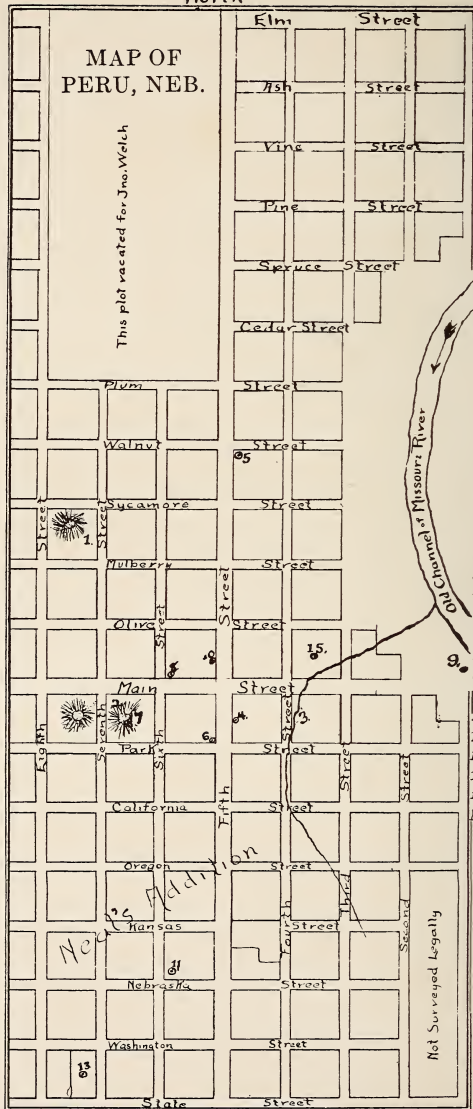 North
Elm Street
MAP OF
PERU, NEB.
Ash Street
This plot vacated for Jno. Welch
Vine Street
Pine Street
Spruce Street
Cedar Street
Plum Street
Old Channel of Missouri River
Walnut Street
5
Street
Street
Sycamore Street
1.
Mulberry Street
Street
Street
Olive Street
15.
8
8
9.
Main Street
7
4.
3.
6
Street
Eighth
Seventh
Sixth
Park Street
Street
Street
Fifth
California Street
Oregon Street
Neal's Addition
Fourth
Third
Second
Kansas Street
Not Surveyed Legally
11
Nebraska Street
Washington Street
13
State Street